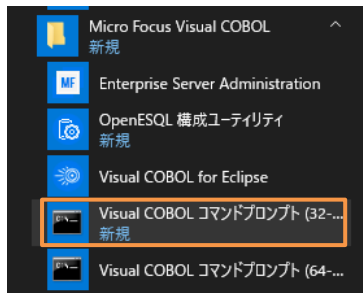 Micro Focus Visual COBOL
新規
MF
Enterprise Server Administration
OpenESQL 構成ユーティリティ
新規
Visual COBOL for Eclipse
Visual COBOL コマンドプロンプト (32-...
新規
Visual COBOL コマンドプロンプト (64-...